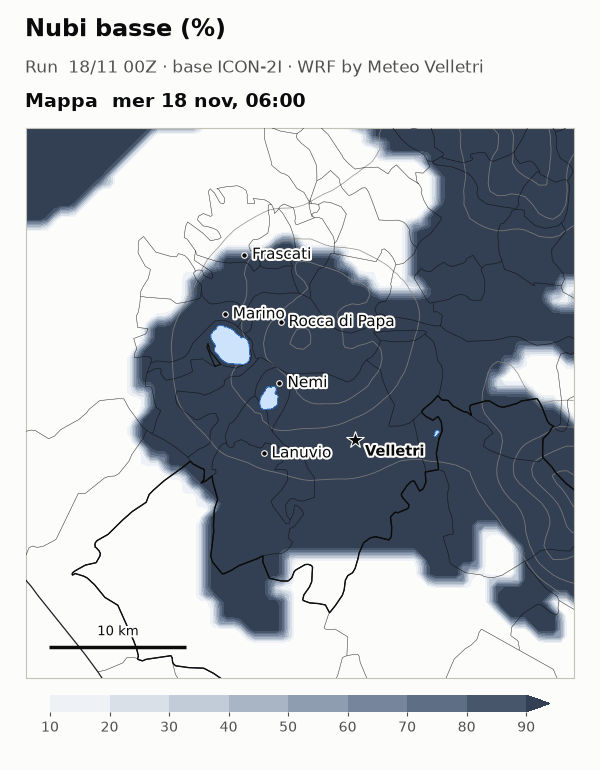 Nubi basse (%)
Run  18/11 00Z · base ICON-2I · WRF by Meteo Velletri
Mappa  mer 18 nov, 06:00
Frascati
Marino
Rocca di Papa
Nemi
Velletri
Lanuvio
10 km
10 20 30 40 50 60 70 80 90